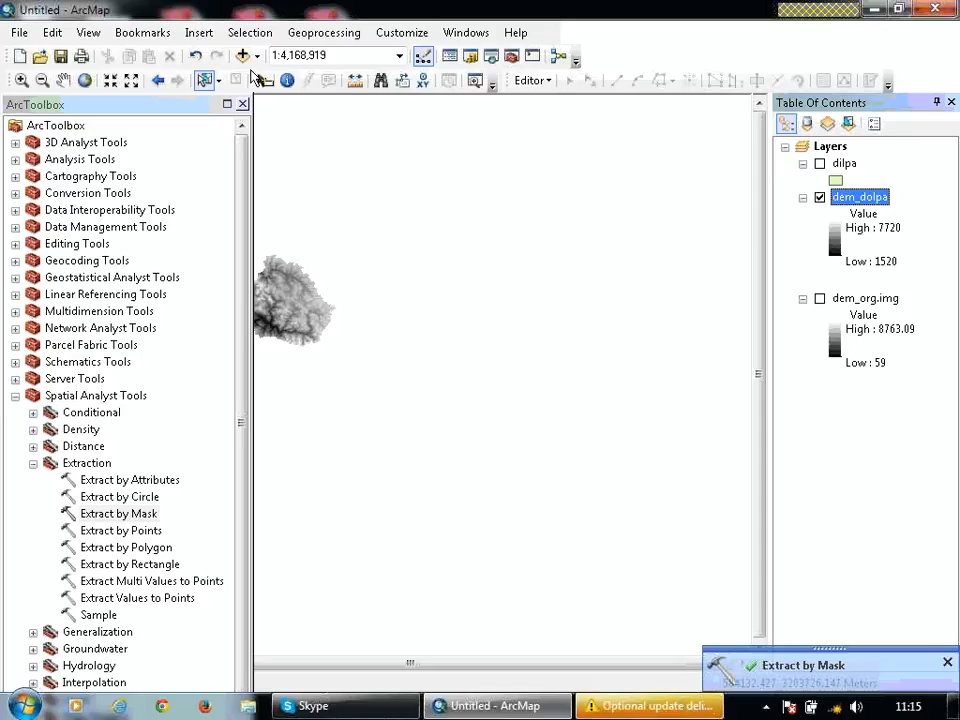 Untitled - ArcMap
File Edit View Bookmarks Insert Selection Geoprocessing Customize Windows Help
1:4,168,919
Editor
ArcToolbox
Table Of Contents
ArcToolbox
3D Analyst Tools
Analysis Tools
Cartography Tools
Conversion Tools
Data Interoperability Tools
Data Management Tools
Editing Tools
Geocoding Tools
Geostatistical Analyst Tools
Linear Referencing Tools
Multidimension Tools
Network Analyst Tools
Parcel Fabric Tools
Schematics Tools
Server Tools
Spatial Analyst Tools
Conditional
Density
Distance
Extraction
Extract by Attributes
Extract by Circle
Extract by Mask
Extract by Points
Extract by Polygon
Extract by Rectangle
Extract Multi Values to Points
Extract Values to Points
Sample
Generalization
Groundwater
Hydrology
Interpolation
Layers
dilpa
dem_dolpa
Value
High : 7720
Low : 1520
dem_org.img
Value
High : 8763.09
Low : 59
Extract by Mask
Skype
Untitled - ArcMap
Optional update deli...
11:15